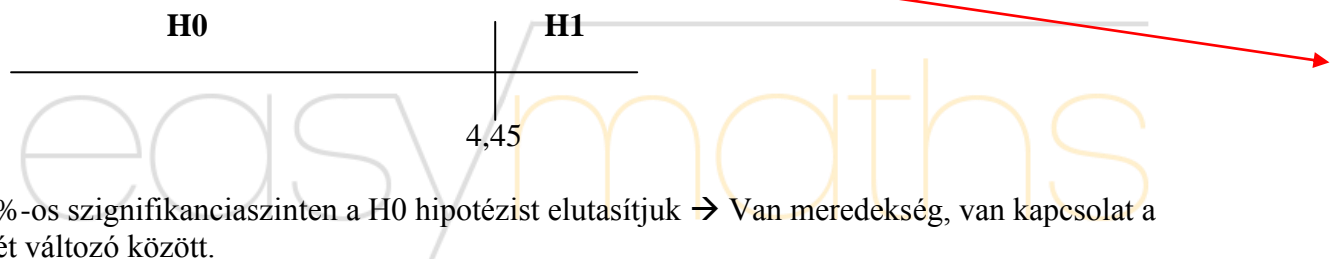 H0 H1
4,45
easymaths
%-os szignifikanciaszinten a H0 hipotézist elutasítjuk → Van meredekség, van kapcsolat a
ét változó között.